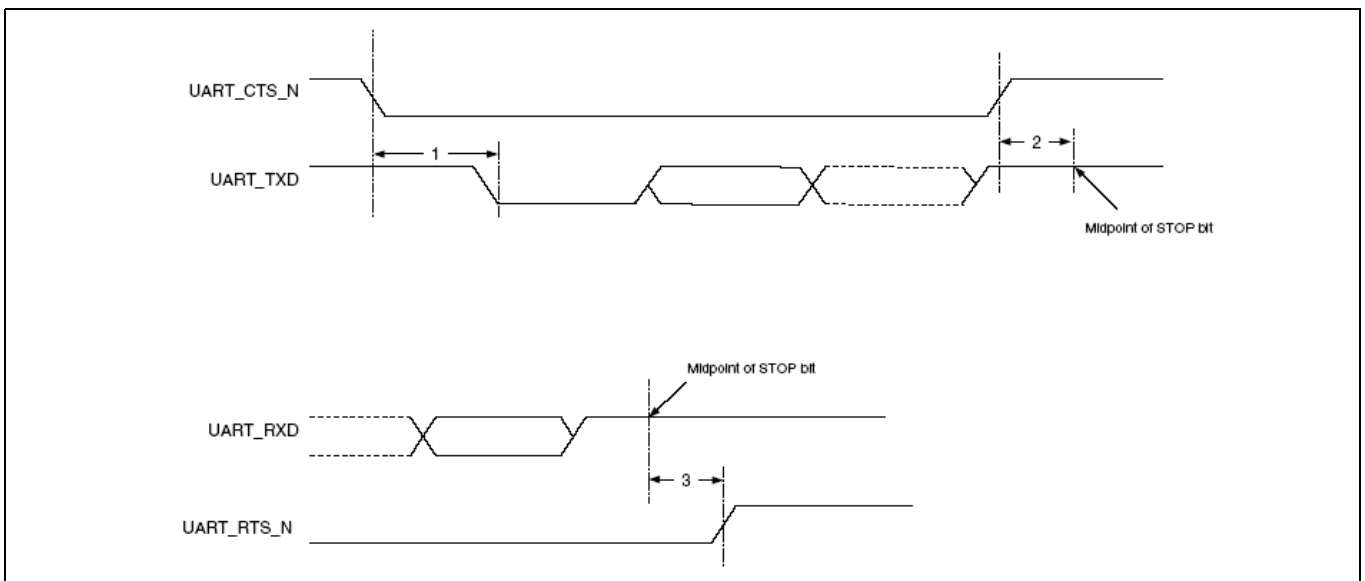 UART_CTS_N
1
2
UART_TXD
Midpoint of STOP bit
Midpoint of STOP bit
UART_RXD
3
UART_RTS_N